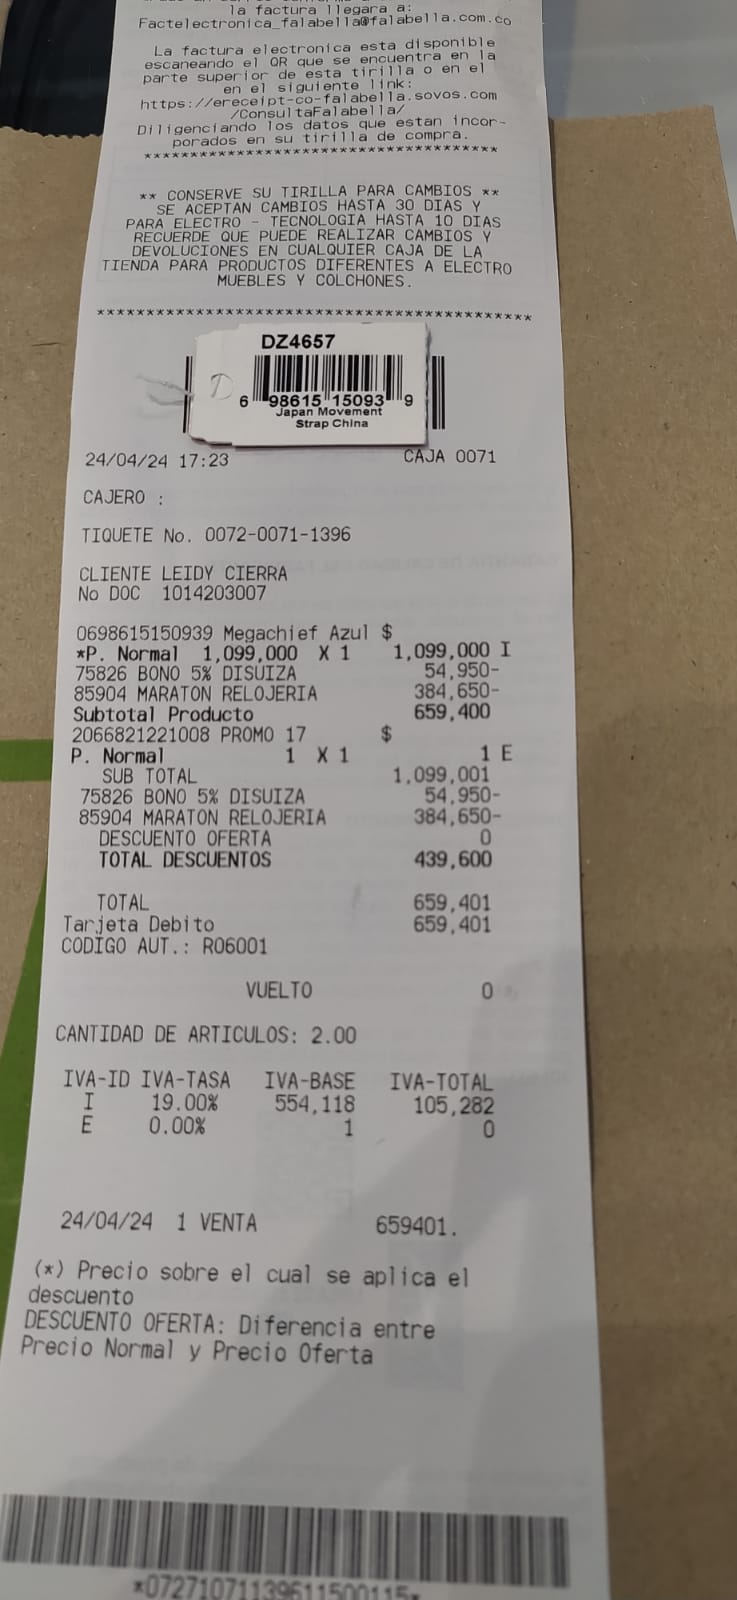 la factura llegara a:
Factelectronica_falabella@falabella.com.co
La factura electronica esta disponible
escaneando el QR que se encuentra en la
parte superior de esta tirilla o en el
en el siguiente link:
https://ereceipt-co-falabella.sovos.com
/ConsultaFalabella/
Diligenciando los datos que estan incor-
porados en su tirilla de compra.
**************************************
** CONSERVE SU TIRILLA PARA CAMBIOS **
SE ACEPTAN CAMBIOS HASTA 30 DIAS Y
PARA ELECTRO - TECNOLOGIA HASTA 10 DIAS
RECUERDE QUE PUEDE REALIZAR CAMBIOS Y
DEVOLUCIONES EN CUALQUIER CAJA DE LA
TIENDA PARA PRODUCTOS DIFERENTES A ELECTRO
MUEBLES Y COLCHONES.
********************************************
DZ4657
6 98615 15093 9
Japan Movement
Strap China
24/04/24 17:23 CAJA 0071
CAJERO :
TIQUETE No. 0072-0071-1396
CLIENTE LEIDY CIERRA
No DOC 1014203007
0698615150939 Megachief Azul $
*P. Normal 1,099,000 X 1 1,099,000 I
75826 BONO 5% DISUIZA 54,950-
85904 MARATON RELOJERIA 384,650-
Subtotal Producto 659,400
2066821221008 PROMO 17 $
P. Normal 1 X 1 1 E
SUB TOTAL 1,099,001
75826 BONO 5% DISUIZA 54,950-
85904 MARATON RELOJERIA 384,650-
DESCUENTO OFERTA 0
TOTAL DESCUENTOS 439,600
TOTAL 659,401
Tarjeta Debito 659,401
CODIGO AUT.: R06001
VUELTO 0
CANTIDAD DE ARTICULOS: 2.00
IVA-ID IVA-TASA IVA-BASE IVA-TOTAL
I 19.00% 554,118 105,282
E 0.00% 1 0
24/04/24 1 VENTA 659401.
(*) Precio sobre el cual se aplica el
descuento
DESCUENTO OFERTA: Diferencia entre
Precio Normal y Precio Oferta